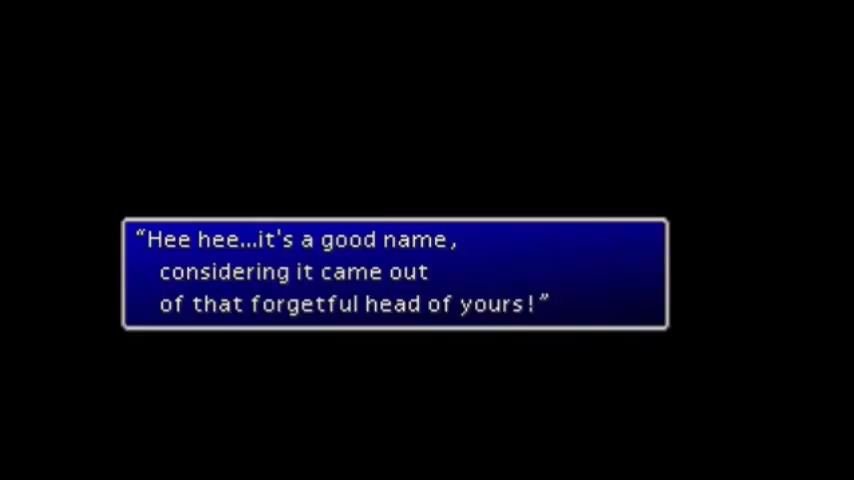 “Hee hee...it's a good name,
considering it came out
of that forgetful head of yours!”